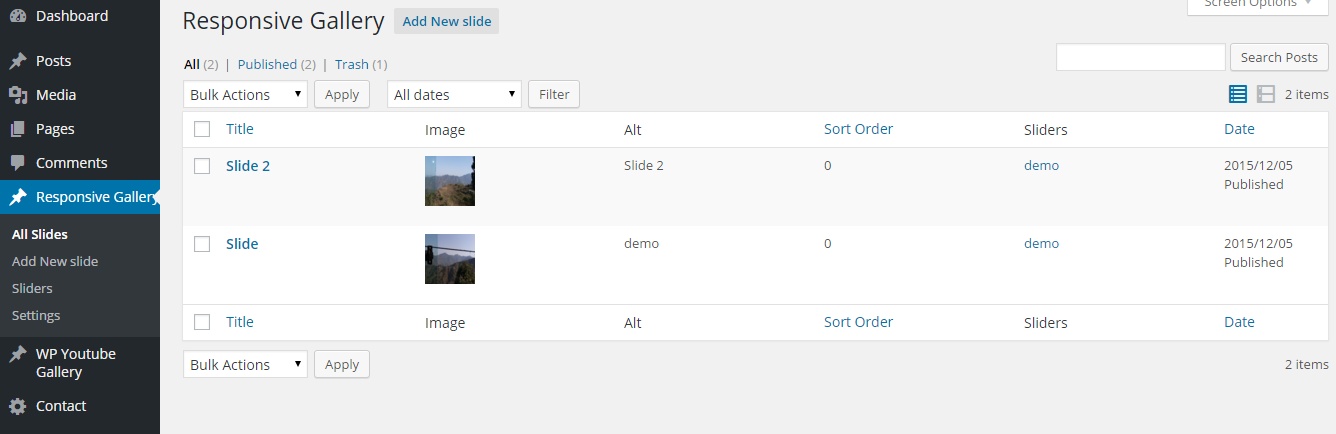 Dashboard
Posts
Media
Pages
Comments
Responsive Gallery
All Slides
Add New slide
Sliders
Settings
WP Youtube
Gallery
Contact
Screen Options
Responsive Gallery Add New slide
All (2) | Published (2) | Trash (1)
Search Posts
Bulk Actions Apply All dates Filter 2 items
Title Image Alt Sort Order Sliders Date
Slide 2 Slide 2 0 demo 2015/12/05
Published
Slide demo 0 demo 2015/12/05
Published
Title Image Alt Sort Order Sliders Date
Bulk Actions Apply 2 items